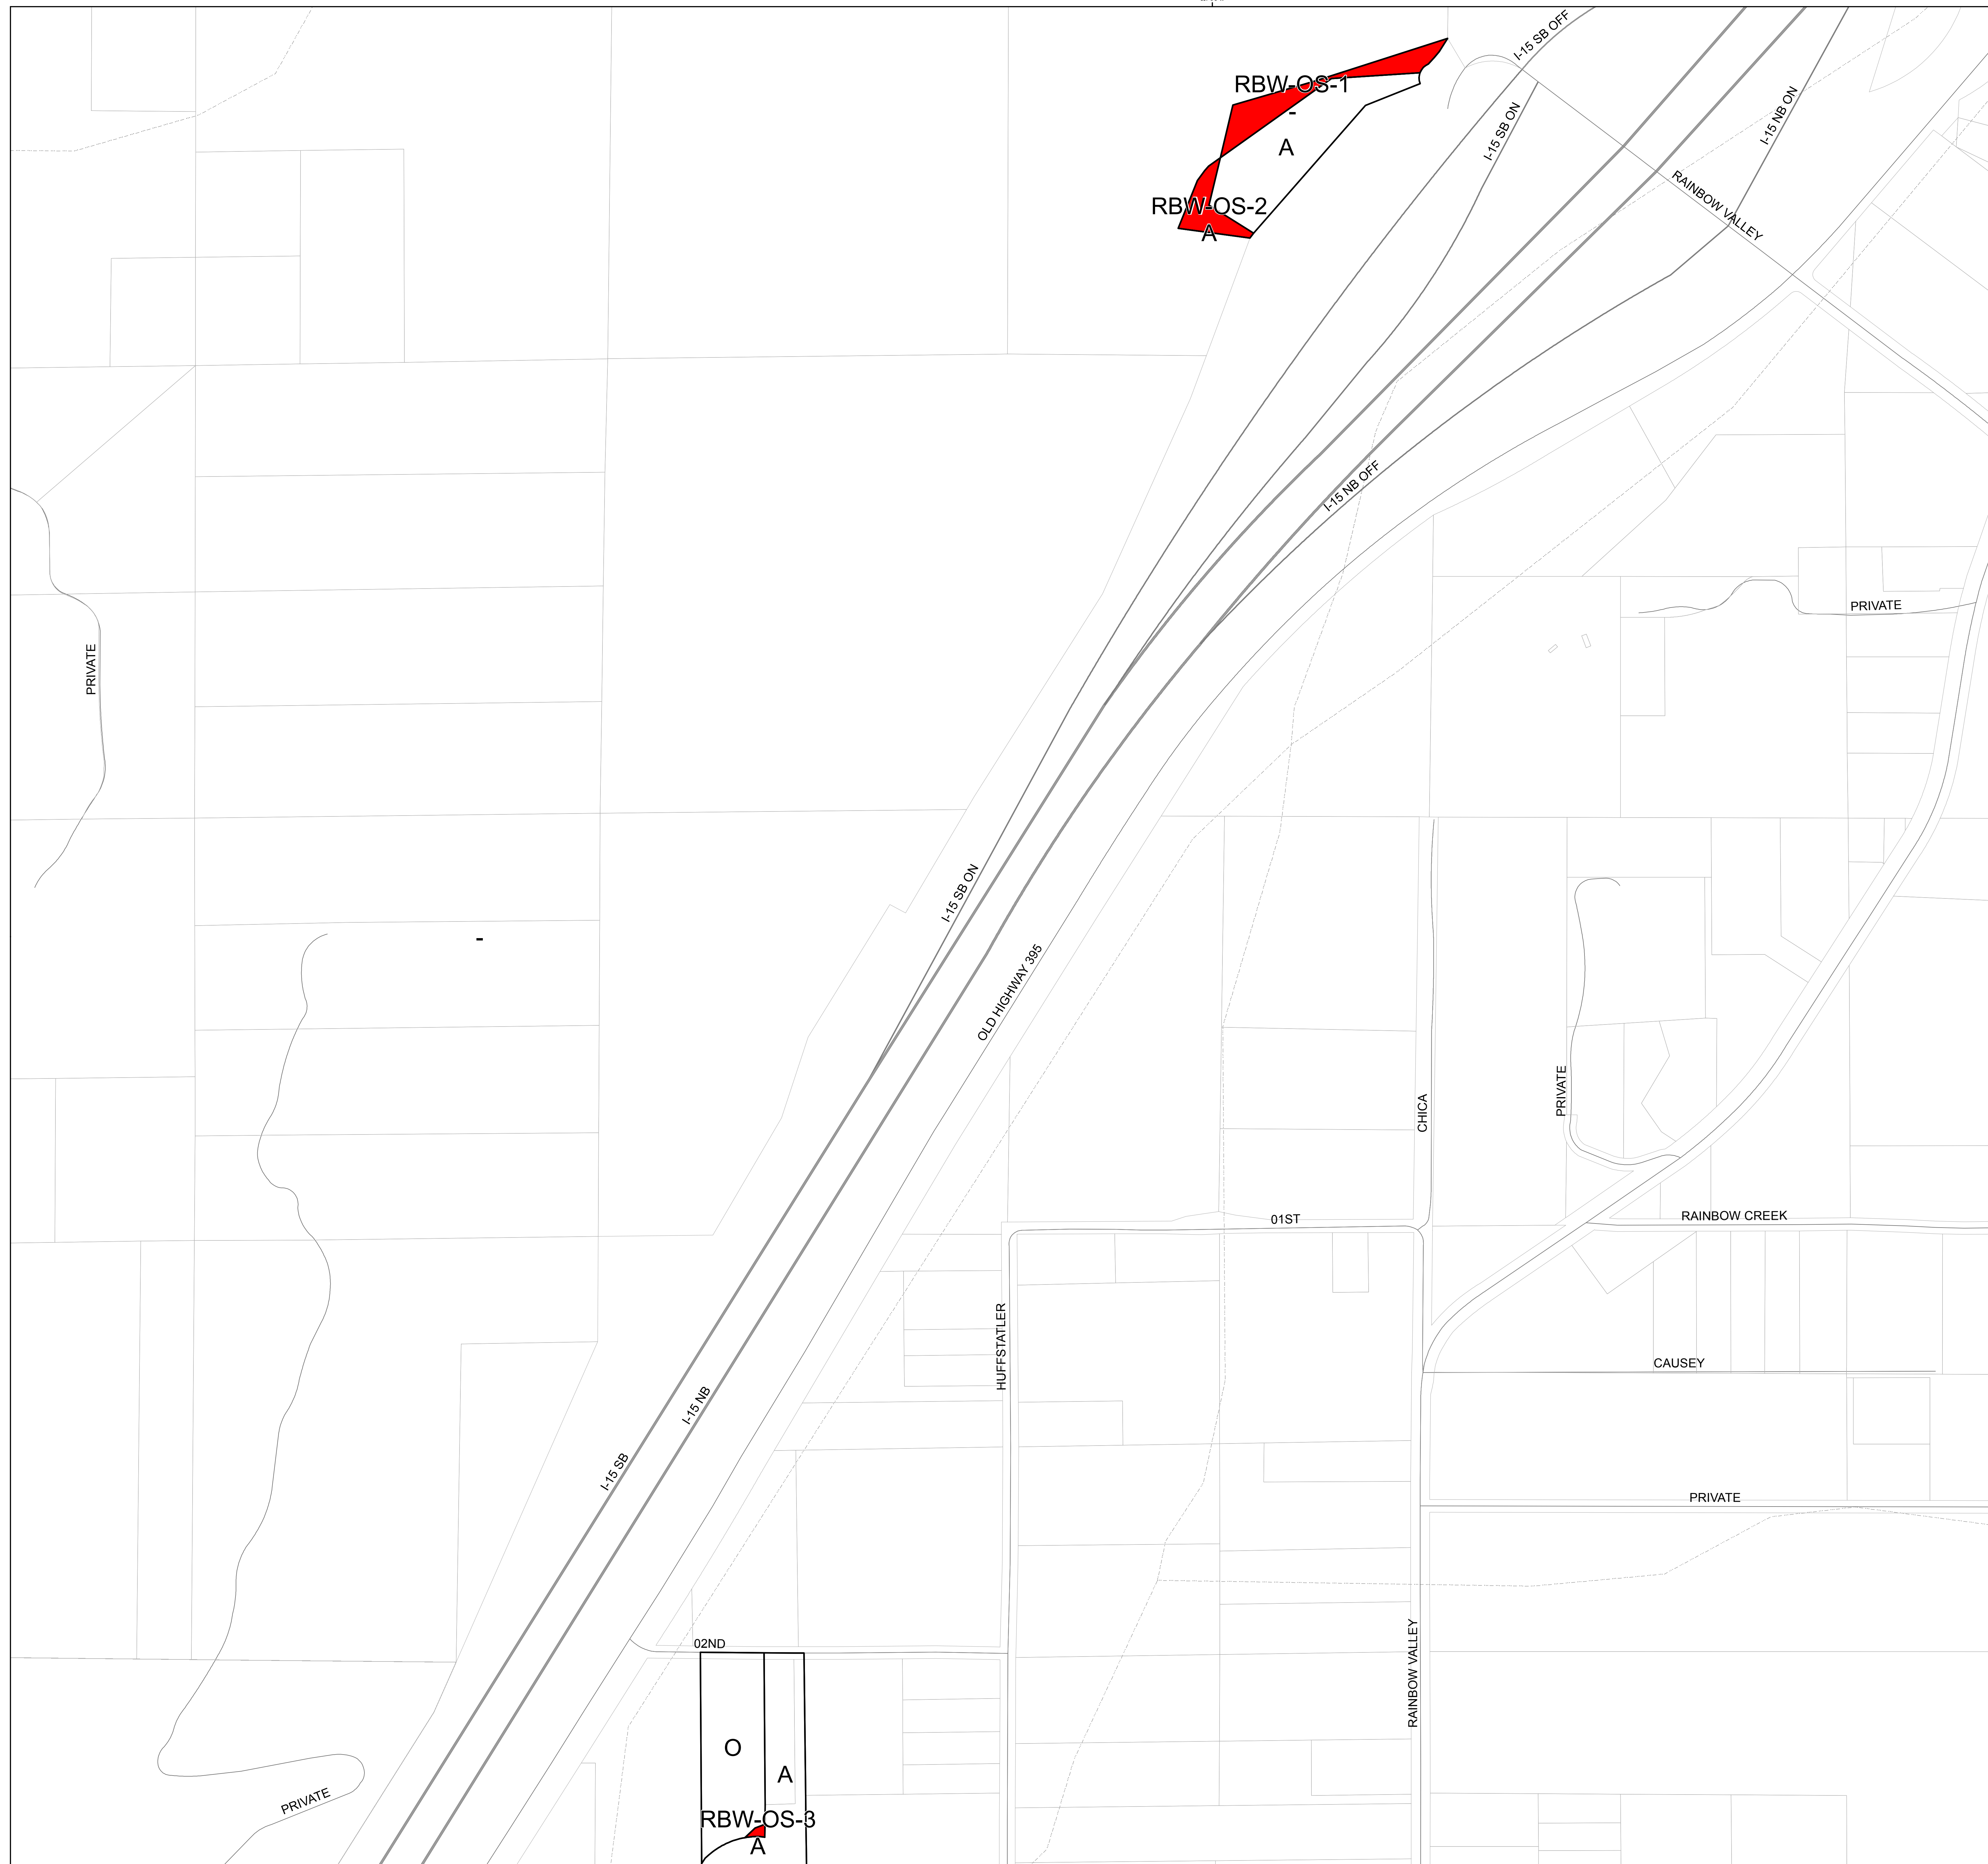 I-15 SB OFF
RBW-OS-1
-
A
I-15 SB ON
I-15 NB ON
RAINBOW VALLEY
RBW-OS-2
A
I-15 NB OFF
PRIVATE
PRIVATE
I-15 SB ON
-
OLD HIGHWAY 395
CHICA
PRIVATE
01ST
RAINBOW CREEK
HUFFSTATLER
CAUSEY
I-15 NB
I-15 SB
PRIVATE
02ND
RAINBOW VALLEY
O
A
PRIVATE
RBW-OS-3
A